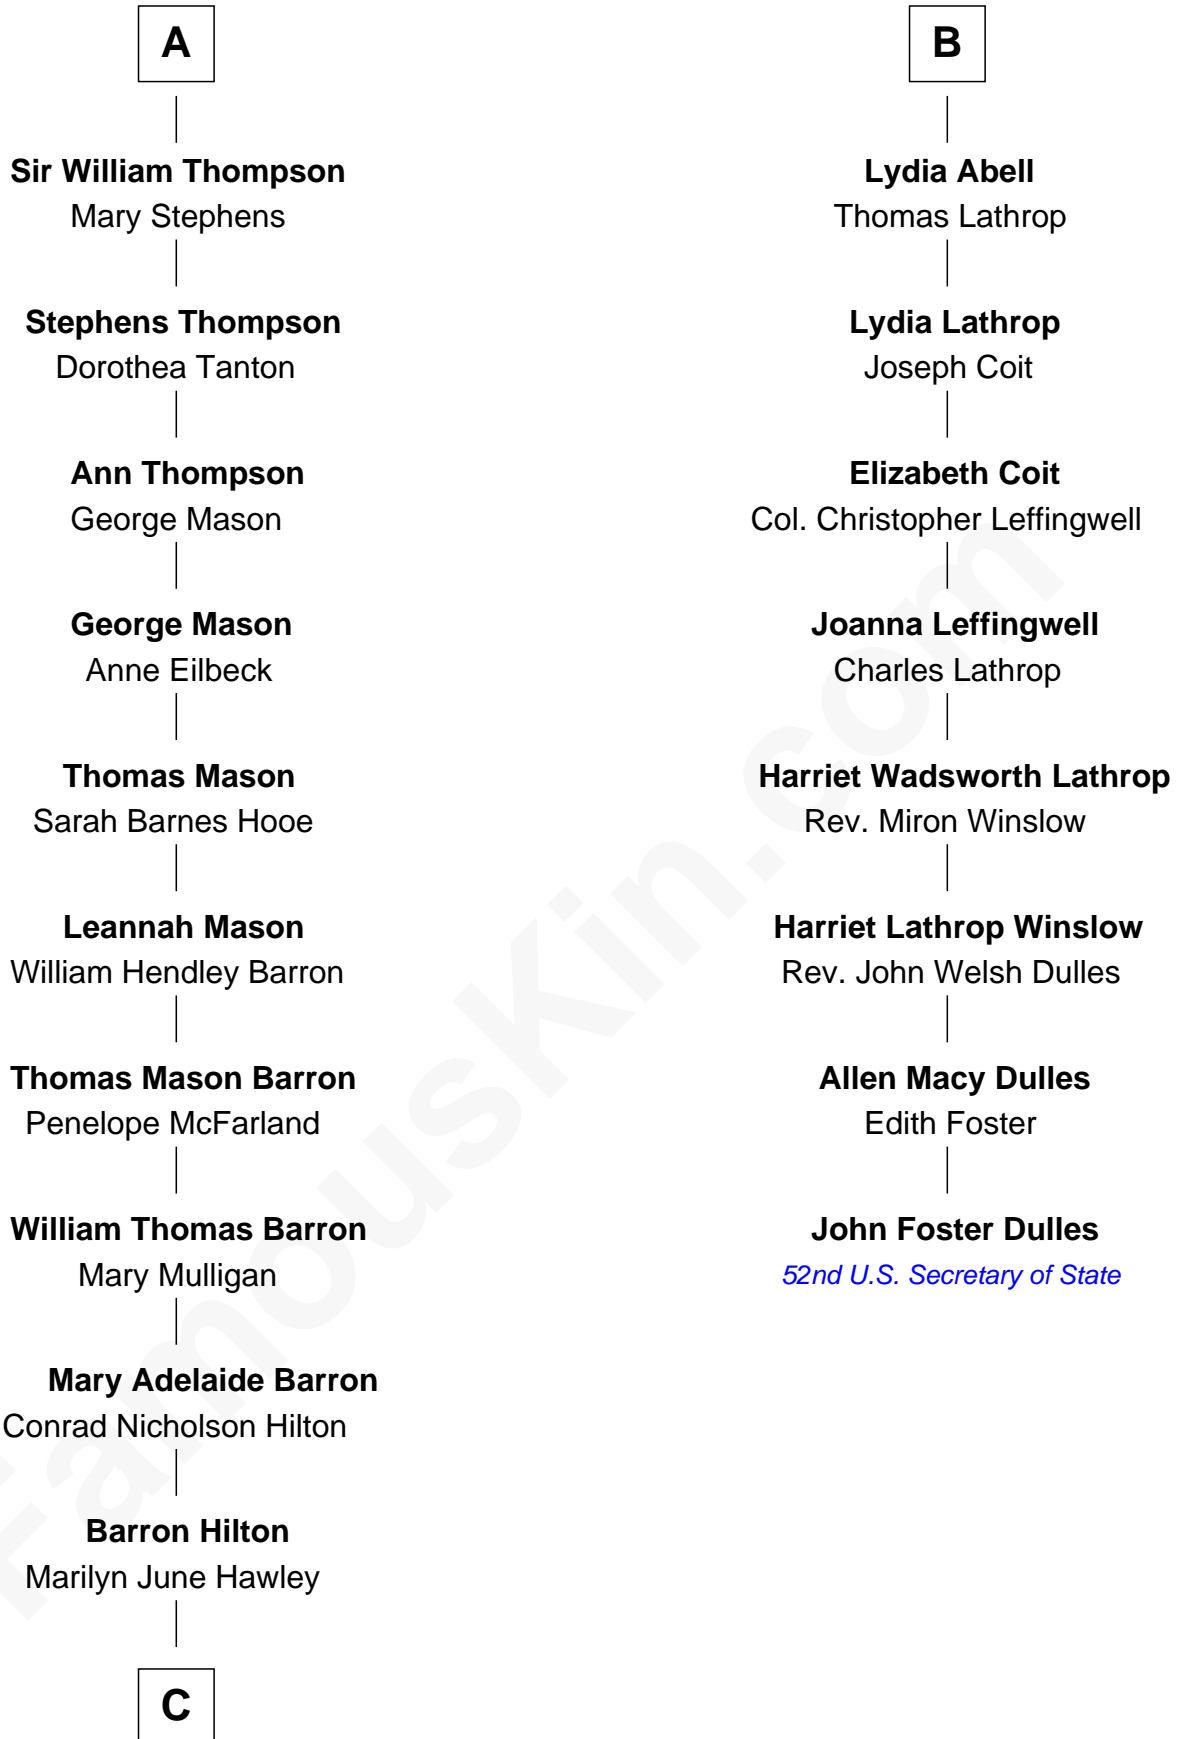 A
Sir William Thompson
Mary Stephens
Stephens Thompson
Dorothea Tanton
Ann Thompson
George Mason
George Mason
Anne Eilbeck
Thomas Mason
Sarah Barnes Hooe
Leannah Mason
William Hendley Barron
Thomas Mason Barron
Penelope McFarland
William Thomas Barron
Mary Mulligan
Mary Adelaide Barron
Conrad Nicholson Hilton
Barron Hilton
Marilyn June Hawley
C
B
Lydia Abell
Thomas Lathrop
Lydia Lathrop
Joseph Coit
Elizabeth Coit
Col. Christopher Leffingwell
Joanna Leffingwell
Charles Lathrop
Harriet Wadsworth Lathrop
Rev. Miron Winslow
Harriet Lathrop Winslow
Rev. John Welsh Dulles
Allen Macy Dulles
Edith Foster
John Foster Dulles
52nd U.S. Secretary of State
FamousKin.com